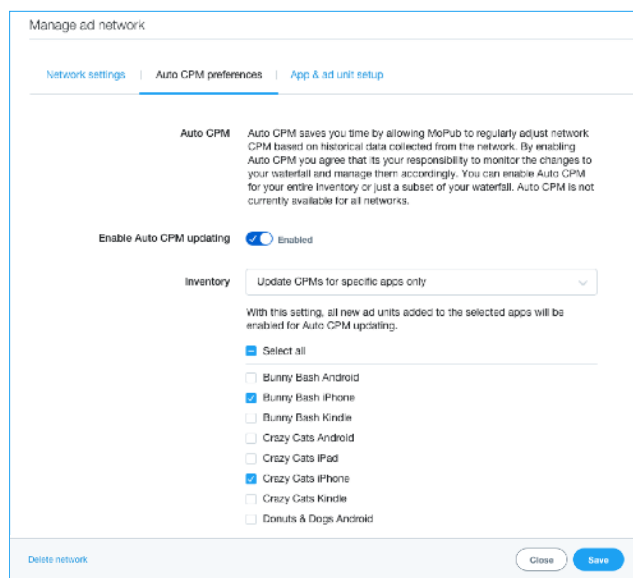 Manage ad network
Network settings | Auto CPM preferences | App & ad unit setup
Auto CPM
Auto CPM saves you time by allowing MoPub to regularly adjust network
CPM based on historical data collected from the network. By enabling
Auto CPM you agree that its your responsibility to monitor the changes to
your waterfall and manage them accordingly. You can enable Auto CPM
for your entire inventory or just a subset of your waterfall. Auto CPM is not
currently available for all networks.
Enable Auto CPM updating
Enabled
Inventory
Update CPMs for specific apps only
With this setting, all new ad units added to the selected apps will be
enabled for Auto CPM updating.
Select all
Bunny Bash Android
Bunny Bash iPhone
Bunny Bash Kindle
Crazy Cats Android
Crazy Cats iPad
Crazy Cats iPhone
Crazy Cats Kindle
Donuts & Dogs Android
Delete network
Close
Save